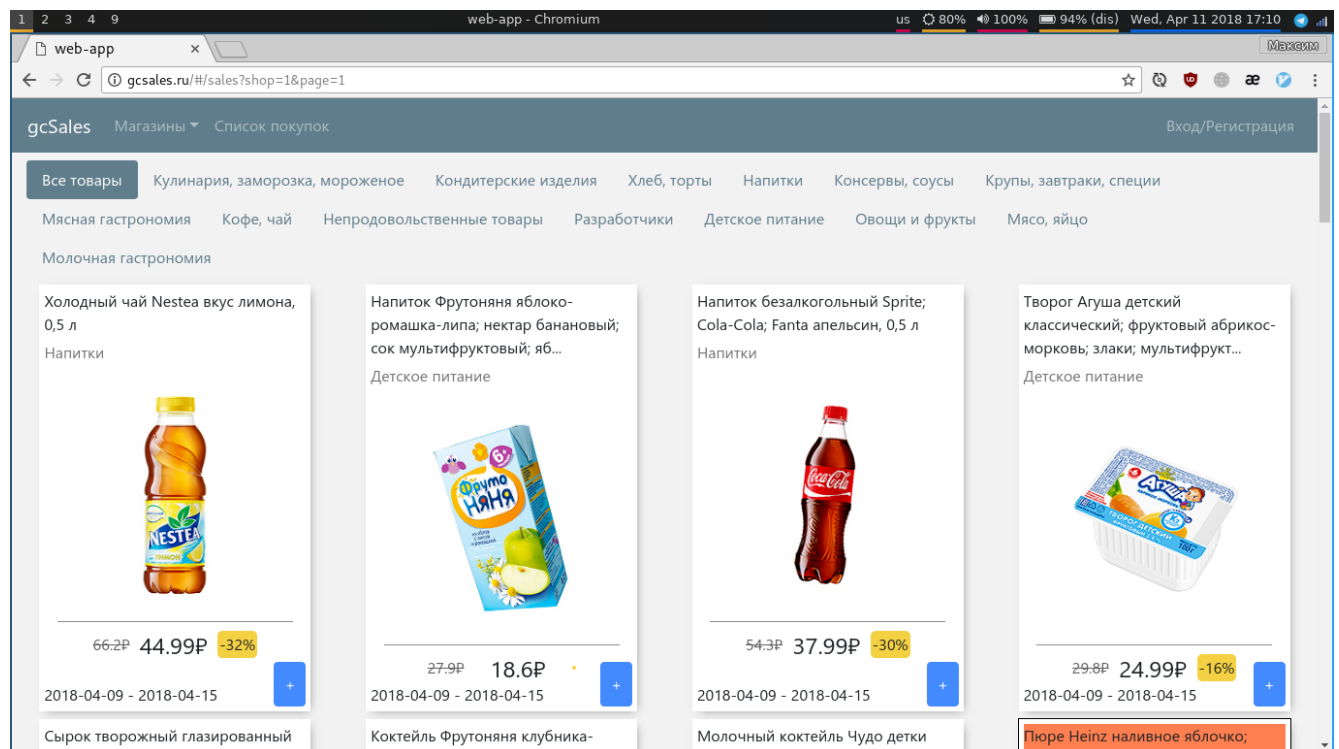 1 2 3 4 9 web-app - Chromium us 80% 100% 94% (dis) Wed, Apr 11 2018 17:10
web-app Максим
gcsales.ru/#/sales?shop=1&page=1
gcSales Магазины Список покупок Вход/Регистрация
Все товары Кулинария, заморозка, мороженое Кондитерские изделия Хлеб, торты Напитки Консервы, соусы Крупы, завтраки, специи
Мясная гастрономия Кофе, чай Непродовольственные товары Разработчики Детское питание Овощи и фрукты Мясо, яйцо
Молочная гастрономия
Холодный чай Nestea вкус лимона,
0,5 л
Напитки
NESTEA
ЛИМОН
66.2₽ 44.99₽ -32%
2018-04-09 - 2018-04-15 +
Напиток Фрутоняня яблоко-
ромашка-липа; нектар банановый;
сок мультифруктовый; яб...
Детское питание
6+
Фруто
НЯНЯ
27.9₽ 18.6₽
2018-04-09 - 2018-04-15 +
Напиток безалкогольный Sprite;
Cola-Cola; Fanta апельсин, 0,5 л
Напитки
Coca-Cola
54.3₽ 37.99₽ -30%
2018-04-09 - 2018-04-15 +
Творог Агуша детский
классический; фруктовый абрикос-
морковь; злаки; мультифрукт...
Детское питание
АГУША
АБРИКОС-МОРКОВЬ
ТВОРОГ ДЕТСКИЙ
ФРУКТОВЫЙ
100г
29.8₽ 24.99₽ -16%
2018-04-09 - 2018-04-15 +
Сырок творожный глазированный
Коктейль Фрутоняня клубника-
Молочный коктейль Чудо детки
Пюре Heinz наливное яблочко;